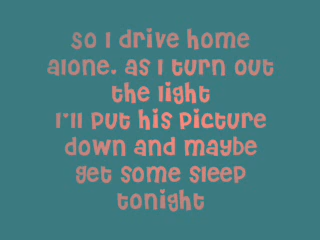 so I drive home
alone. as I turn out
the light
I'll put his picture
down and maybe
get some sleep
tonight